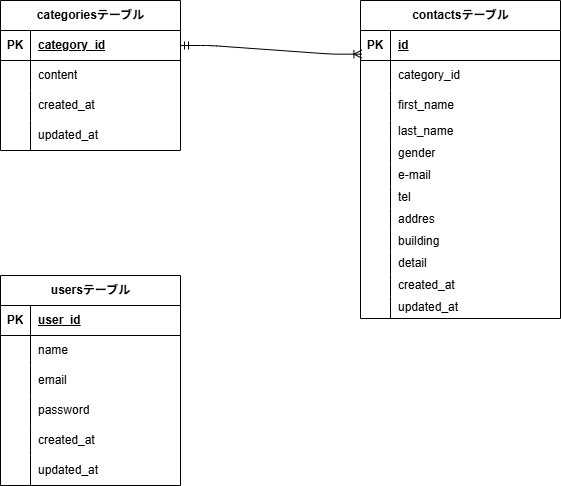 categoriesテーブル
PK category_id
content
created_at
updated_at
contactsテーブル
PK id
category_id
first_name
last_name
gender
e-mail
tel
addres
building
detail
created_at
updated_at
usersテーブル
PK user_id
name
email
password
created_at
updated_at